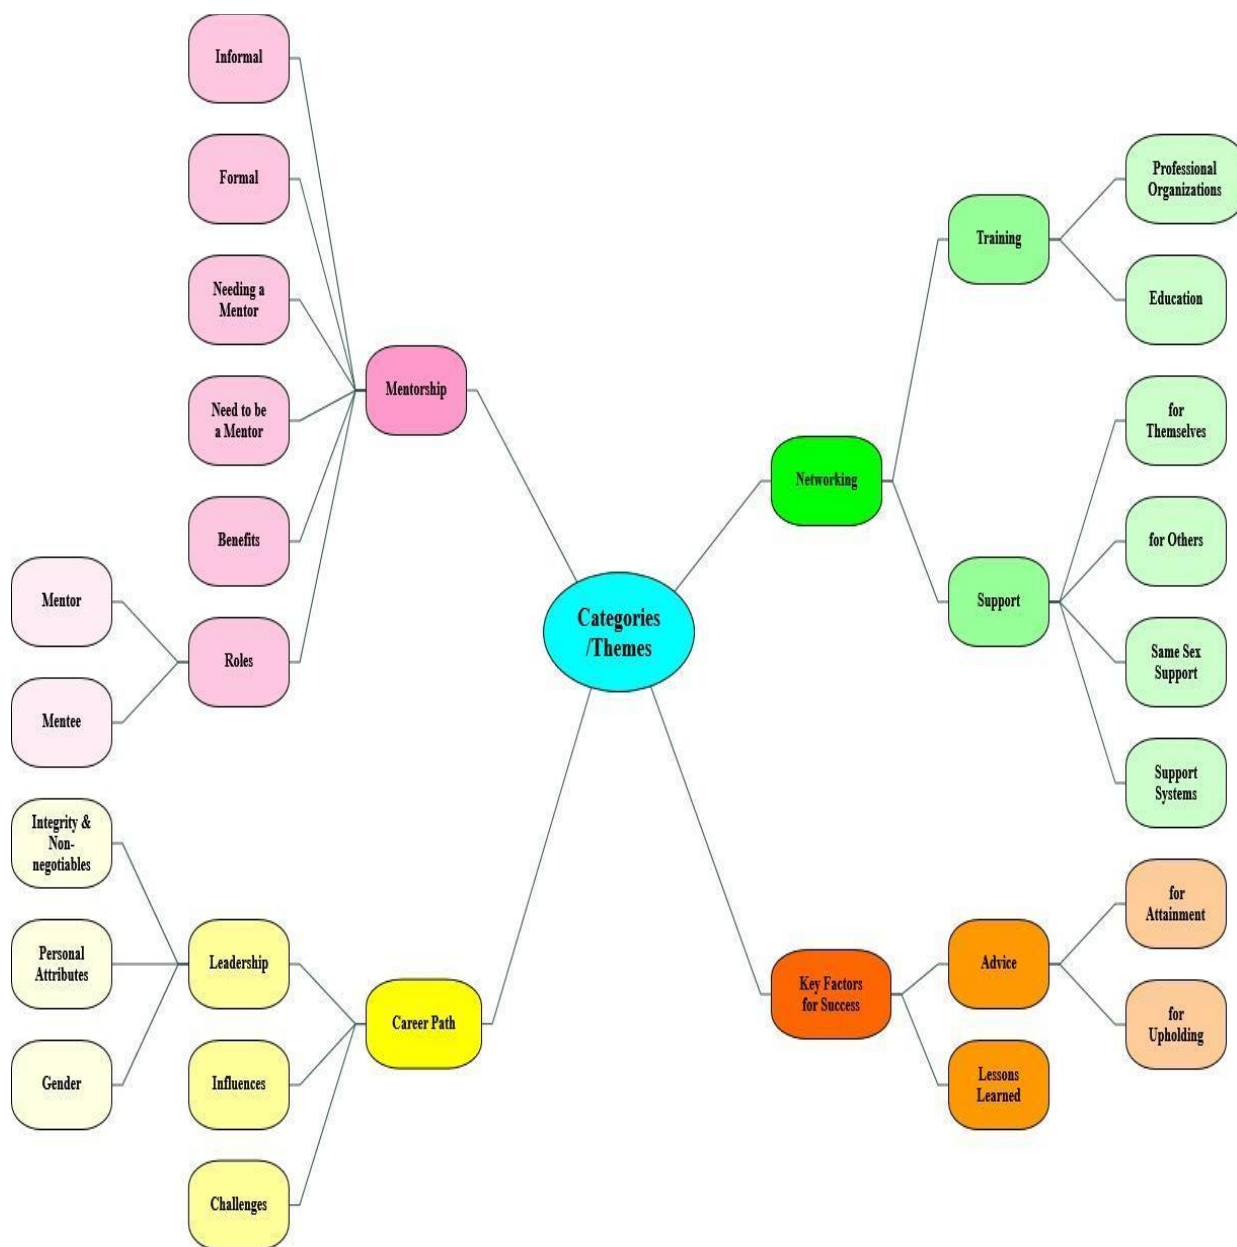 Informal
Formal
Needing a
Mentor
Need to be
a Mentor
Benefits
Roles
Mentor
Mentee
Mentorship
Integrity &
Non-
negotiables
Personal
Attributes
Gender
Leadership
Influences
Challenges
Career Path
Categories
/Themes
Networking
Training
Professional
Organizations
Education
Support
for
Themselves
for Others
Same Sex
Support
Support
Systems
Key Factors
for Success
Advice
for
Attainment
for
Upholding
Lessons
Learned